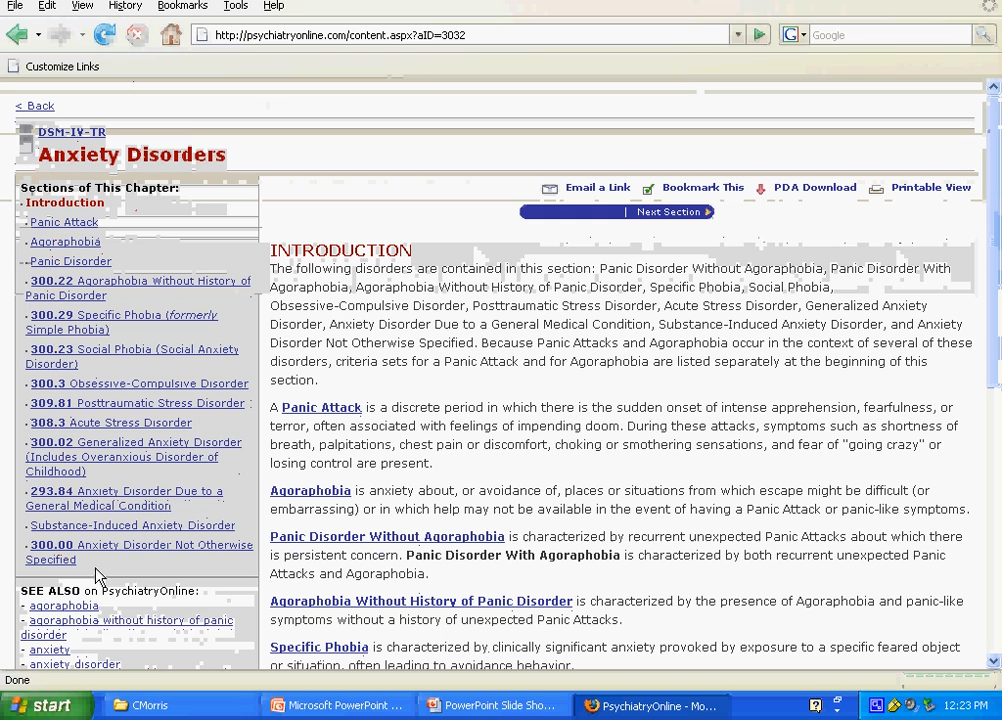 File Edit View History Bookmarks Tools Help
http://psychiatryonline.com/content.aspx?aID=3032
G Google
Customize Links
< Back
DSM-IV-TR
Anxiety Disorders
Sections of This Chapter:
Introduction
Panic Attack
Agoraphobia
Panic Disorder
300.22 Agoraphobia Without History of
Panic Disorder
300.29 Specific Phobia (formerly
Simple Phobia)
300.23 Social Phobia (Social Anxiety
Disorder)
300.3 Obsessive-Compulsive Disorder
309.81 Posttraumatic Stress Disorder
308.3 Acute Stress Disorder
300.02 Generalized Anxiety Disorder
(Includes Overanxious Disorder of
Childhood)
293.84 Anxiety Disorder Due to a
General Medical Condition
Substance-Induced Anxiety Disorder
300.00 Anxiety Disorder Not Otherwise
Specified
SEE ALSO on PsychiatryOnline:
- agoraphobia
- agoraphobia without history of panic
disorder
- anxiety
- anxiety disorder
Email a Link Bookmark This PDA Download Printable View
| Next Section
INTRODUCTION
The following disorders are contained in this section: Panic Disorder Without Agoraphobia, Panic Disorder With
Agoraphobia, Agoraphobia Without History of Panic Disorder, Specific Phobia, Social Phobia,
Obsessive-Compulsive Disorder, Posttraumatic Stress Disorder, Acute Stress Disorder, Generalized Anxiety
Disorder, Anxiety Disorder Due to a General Medical Condition, Substance-Induced Anxiety Disorder, and Anxiety
Disorder Not Otherwise Specified. Because Panic Attacks and Agoraphobia occur in the context of several of these
disorders, criteria sets for a Panic Attack and for Agoraphobia are listed separately at the beginning of this
section.
A Panic Attack is a discrete period in which there is the sudden onset of intense apprehension, fearfulness, or
terror, often associated with feelings of impending doom. During these attacks, symptoms such as shortness of
breath, palpitations, chest pain or discomfort, choking or smothering sensations, and fear of "going crazy" or
losing control are present.
Agoraphobia is anxiety about, or avoidance of, places or situations from which escape might be difficult (or
embarrassing) or in which help may not be available in the event of having a Panic Attack or panic-like symptoms.
Panic Disorder Without Agoraphobia is characterized by recurrent unexpected Panic Attacks about which there
is persistent concern. Panic Disorder With Agoraphobia is characterized by both recurrent unexpected Panic
Attacks and Agoraphobia.
Agoraphobia Without History of Panic Disorder is characterized by the presence of Agoraphobia and panic-like
symptoms without a history of unexpected Panic Attacks.
Specific Phobia is characterized by clinically significant anxiety provoked by exposure to a specific feared object
or situation, often leading to avoidance behavior.
Done
start CMorris Microsoft PowerPoint ... PowerPoint Slide Sho... PsychiatryOnline - Mo... 12:23 PM